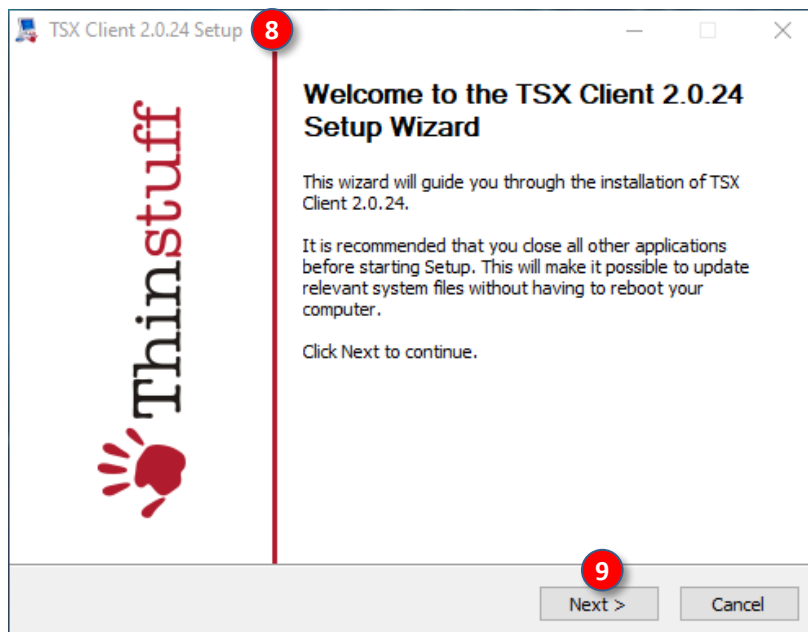 TSX Client 2.0.24 Setup
8
Thinstuff
Welcome to the TSX Client 2.0.24
Setup Wizard
This wizard will guide you through the installation of TSX
Client 2.0.24.
It is recommended that you close all other applications
before starting Setup. This will make it possible to update
relevant system files without having to reboot your
computer.
Click Next to continue.
9
Next >
Cancel